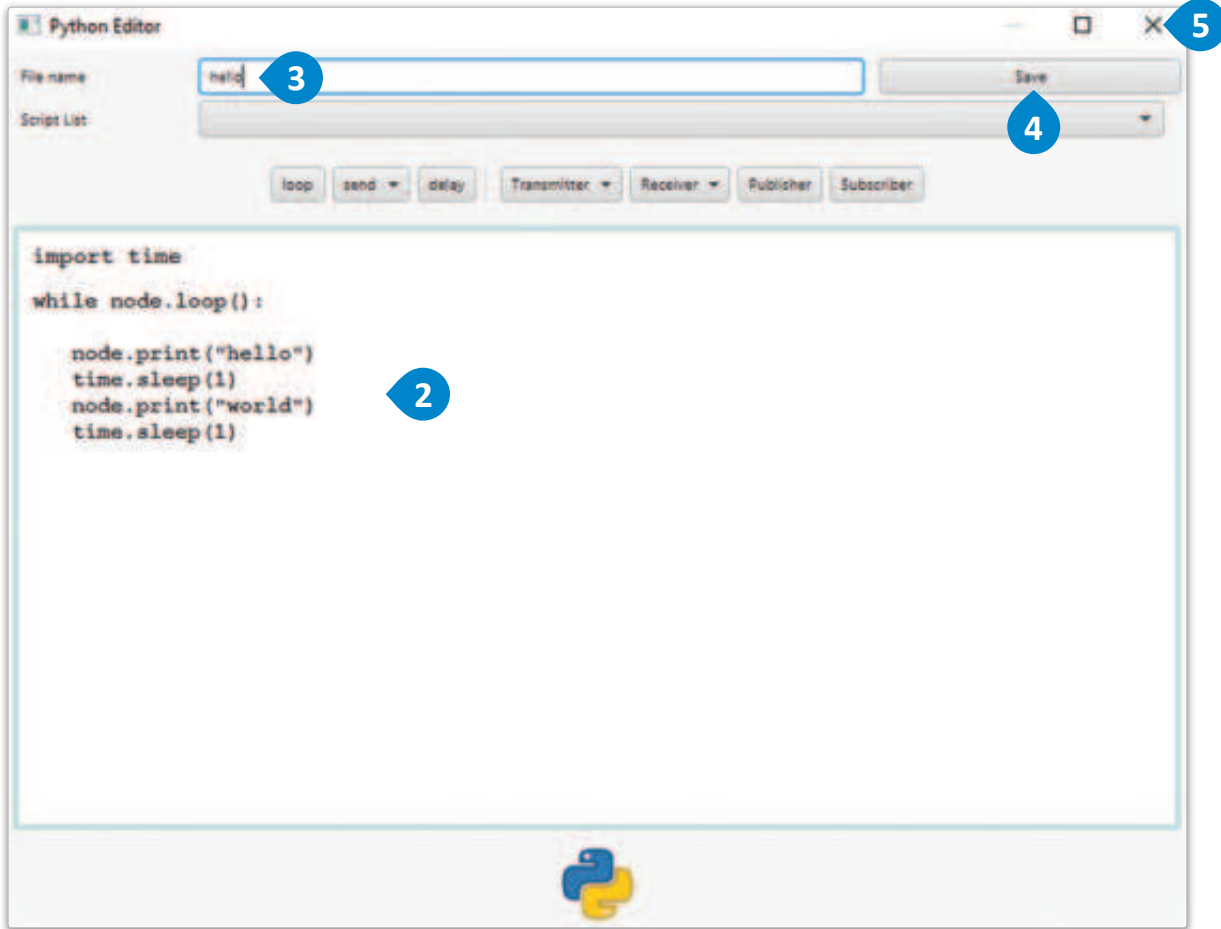 Python Editor
5
File name
hello
3
Save
Script List
4
loop
send
delay
Transmitter
Receiver
Publisher
Subscriber
import time
while node.loop():
node.print("hello")
time.sleep(1)
node.print("world")
time.sleep(1)
2